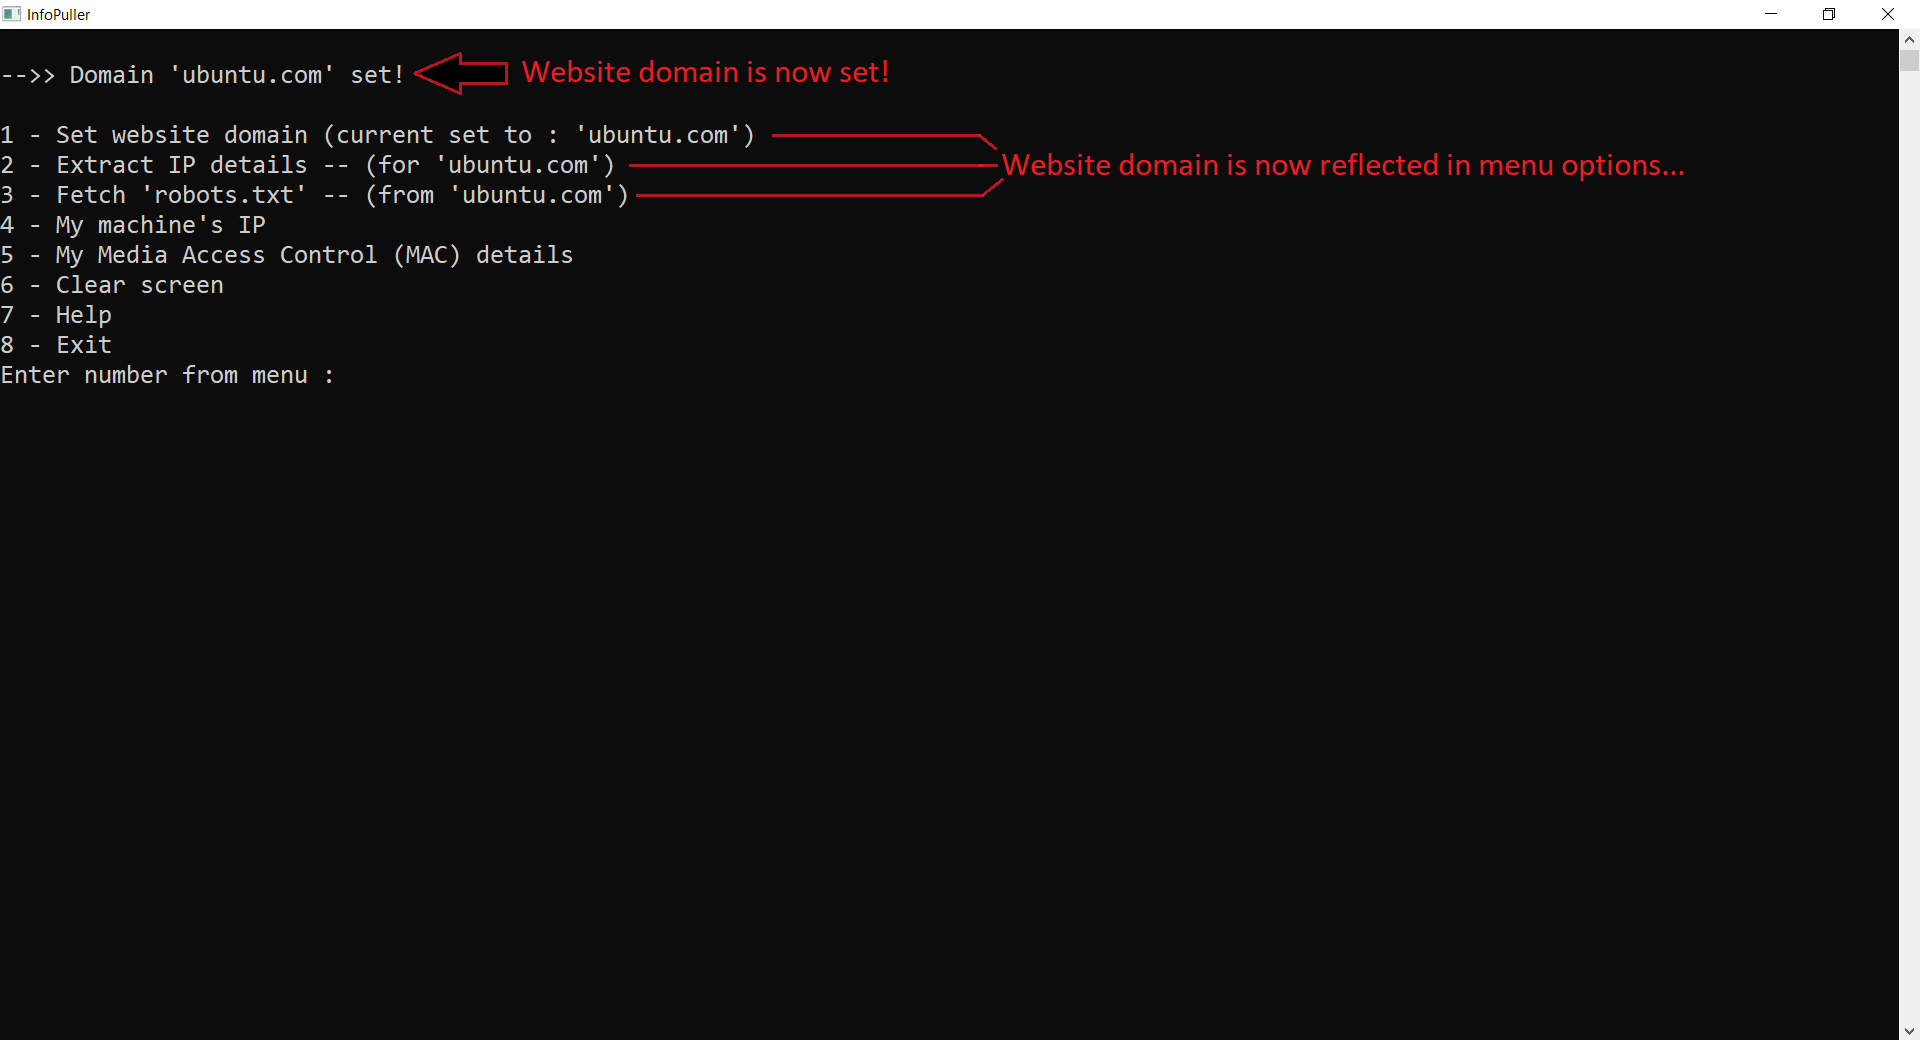 InfoPuller
-->> Domain 'ubuntu.com' set! Website domain is now set!
1 - Set website domain (current set to : 'ubuntu.com')
2 - Extract IP details -- (for 'ubuntu.com') Website domain is now reflected in menu options...
3 - Fetch 'robots.txt' -- (from 'ubuntu.com')
4 - My machine's IP
5 - My Media Access Control (MAC) details
6 - Clear screen
7 - Help
8 - Exit
Enter number from menu :